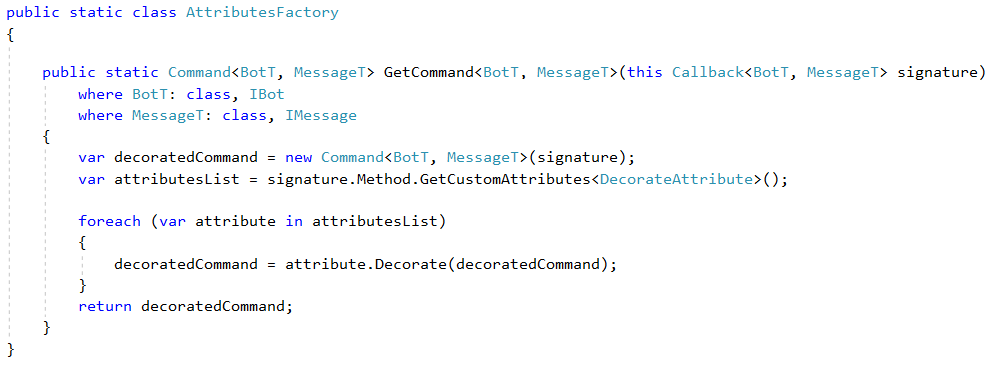 public static class AttributesFactory
{
public static Command<BotT, MessageT> GetCommand<BotT, MessageT>(this Callback<BotT, MessageT> signature)
where BotT: class, IBot
where MessageT: class, IMessage
{
var decoratedCommand = new Command<BotT, MessageT>(signature);
var attributesList = signature.Method.GetCustomAttributes<DecorateAttribute>();
foreach (var attribute in attributesList)
{
decoratedCommand = attribute.Decorate(decoratedCommand);
}
return decoratedCommand;
}
}